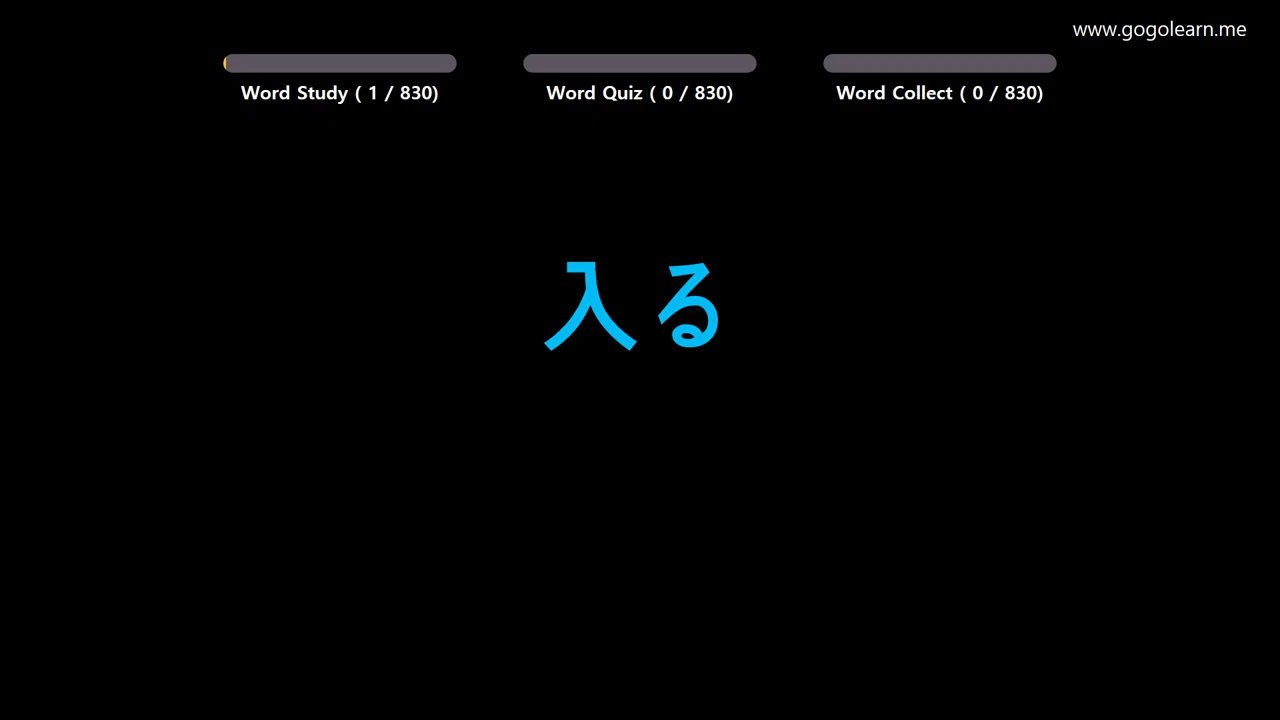 www.gogolearn.me
Word Study ( 1 / 830)
Word Quiz ( 0 / 830)
Word Collect ( 0 / 830)
入る